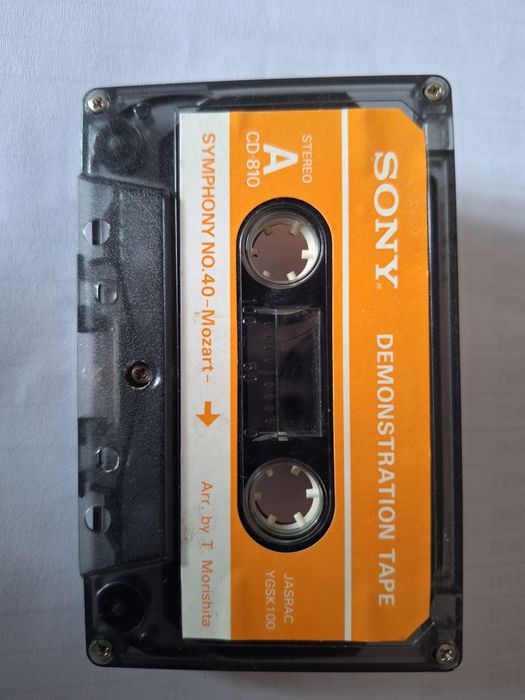 SONY® DEMONSTRATION TAPE
STEREO
A
CD-810
JASRAC
YGSK100
SYMPHONY NO.40 -Mozart- → Arr. by T. Morishita